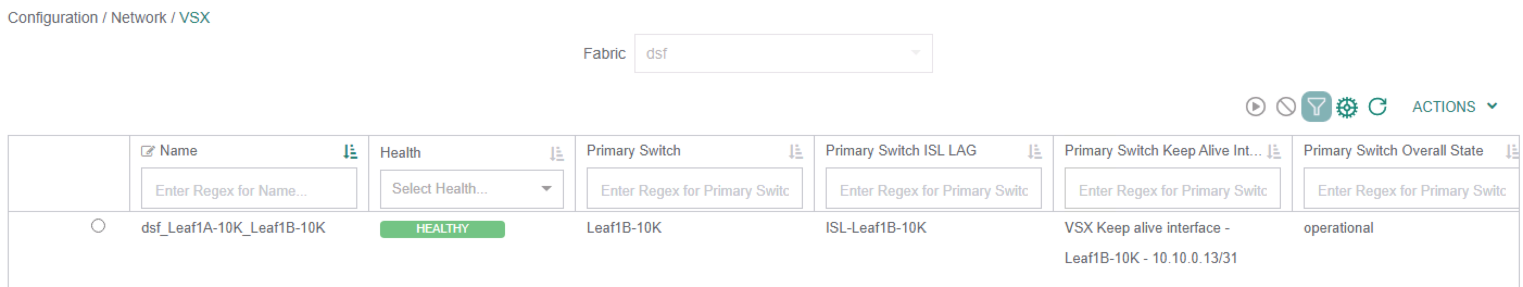 Configuration / Network / VSX
Fabric dsf
ACTIONS
Name Health Primary Switch Primary Switch ISL LAG Primary Switch Keep Alive Int... Primary Switch Overall State
Enter Regex for Name... Select Health... Enter Regex for Primary Switc Enter Regex for Primary Switc Enter Regex for Primary Switc Enter Regex for Primary Switc
dsf_Leaf1A-10K_Leaf1B-10K HEALTHY Leaf1B-10K ISL-Leaf1B-10K VSX Keep alive interface - operational
Leaf1B-10K - 10.10.0.13/31